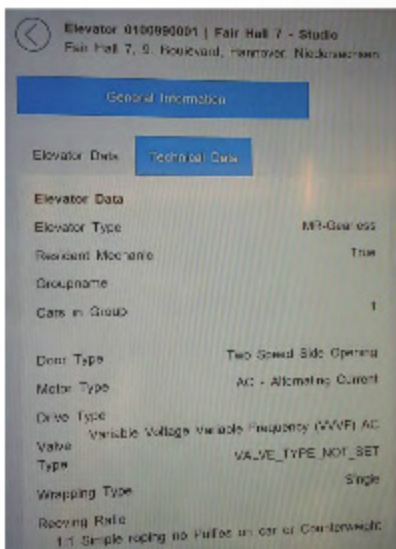 Elevator 0100990001 | Fair Hall 7 - Studio
Fair Hall 7, 9. Boulevard, Hannover, Niedersachsen
General Information
Elevator Data Technical Data
Elevator Data
Elevator Type MR-Gearless
Resident Mechanic True
Groupname
Cars in Group 1
Door Type Two Speed Side Opening
Motor Type AC - Alternating Current
Drive Type
Variable Voltage Variable Frequency (VVVF) AC
Valve
Type VALVE_TYPE_NOT_SET
Wrapping Type Single
Reeving Ratio
1:1 Simple roping no Pullies on car or Counterweight